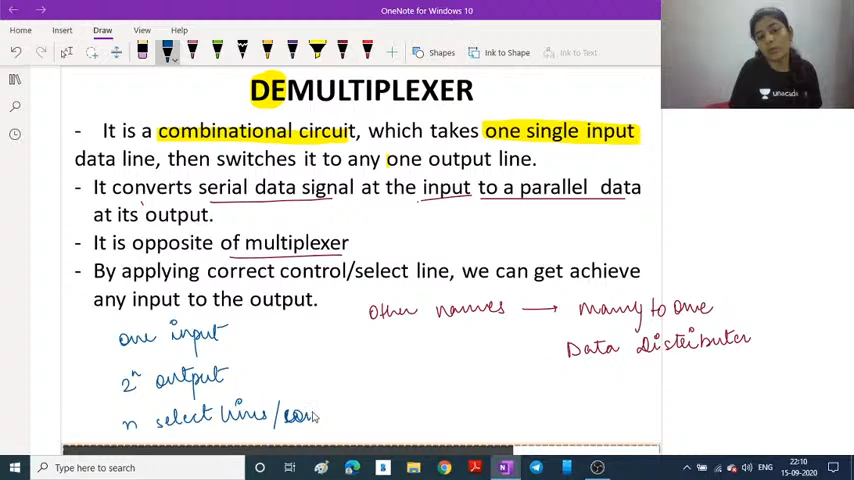 OneNote for Windows 10
Home Insert Draw View Help
Shapes Ink to Shape Ink to Text
unacademy
DEMULTIPLEXER
- It is a combinational circuit, which takes one single input
data line, then switches it to any one output line.
- It converts serial data signal at the input to a parallel data
at its output.
- It is opposite of multiplexer
- By applying correct control/select line, we can get achieve
any input to the output.
Other names → many to one
Data Distributer
one input
2ⁿ output
n select lines/con
Type here to search
ENG
22:10
15-09-2020